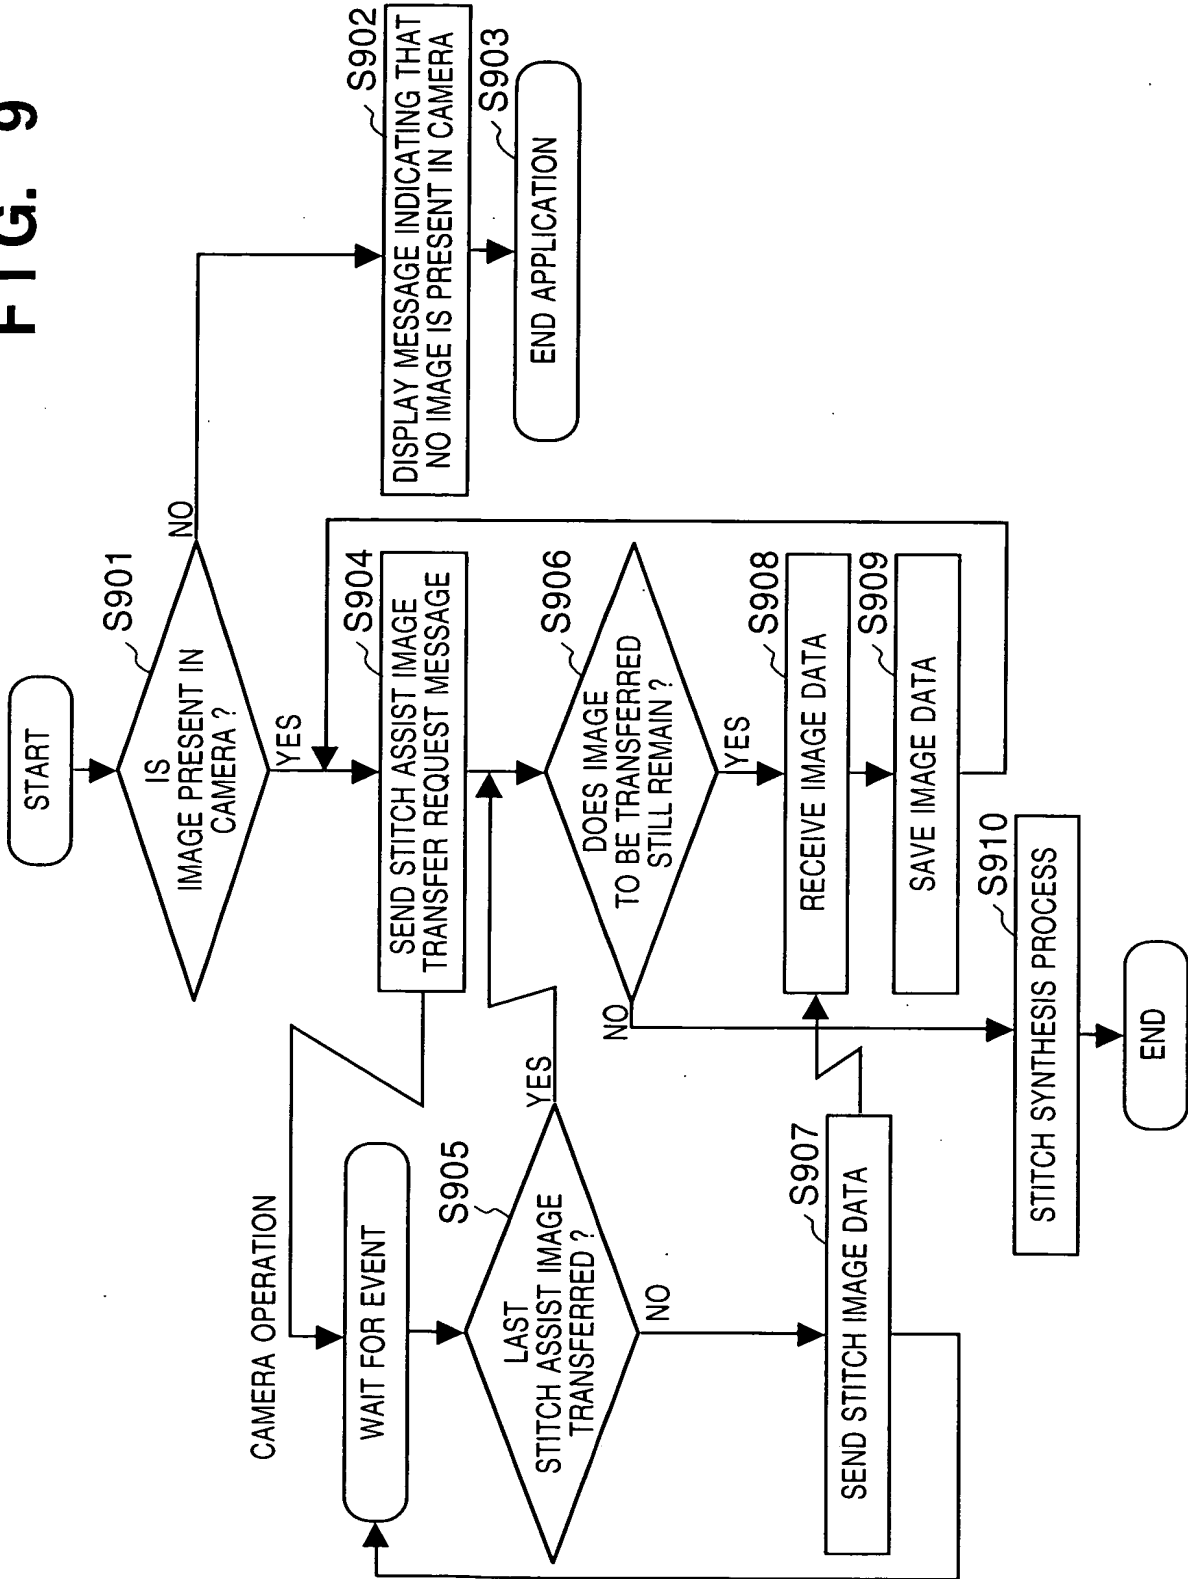 FIG. 9
START
S901
IS
IMAGE PRESENT IN
CAMERA ?
NO
YES
S902
DISPLAY MESSAGE INDICATING THAT
NO IMAGE IS PRESENT IN CAMERA
S903
END APPLICATION
CAMERA OPERATION
S904
SEND STITCH ASSIST IMAGE
TRANSFER REQUEST MESSAGE
WAIT FOR EVENT
S905
LAST
STITCH ASSIST IMAGE
TRANSFERRED ?
YES
NO
S906
DOES IMAGE
TO BE TRANSFERRED
STILL REMAIN ?
NO
YES
S907
SEND STITCH IMAGE DATA
S908
RECEIVE IMAGE DATA
S909
SAVE IMAGE DATA
S910
STITCH SYNTHESIS PROCESS
END